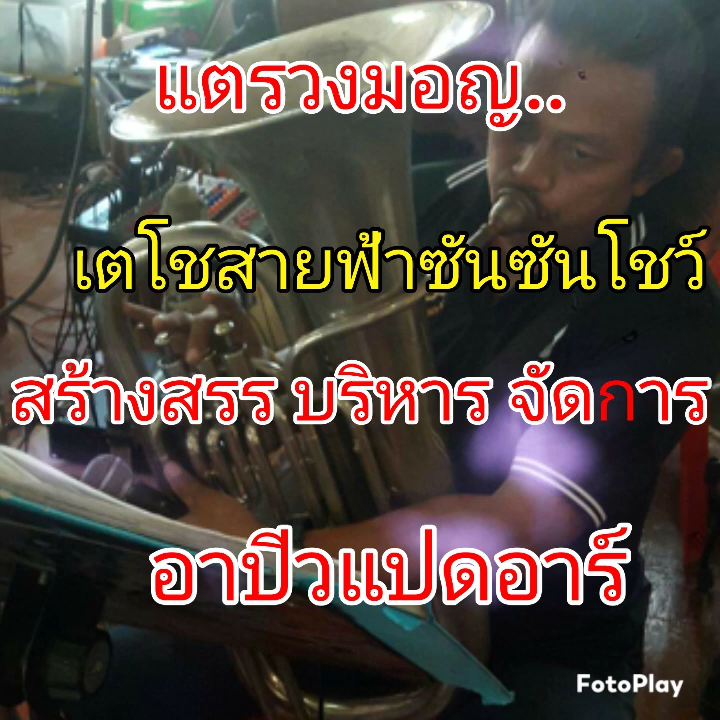 แตรวงมอญ..
เตโชสายฟ้าซันซันโชว์
สร้างสรร บริหาร จัดการ
อาปีวแปดอาร์
FotoPlay